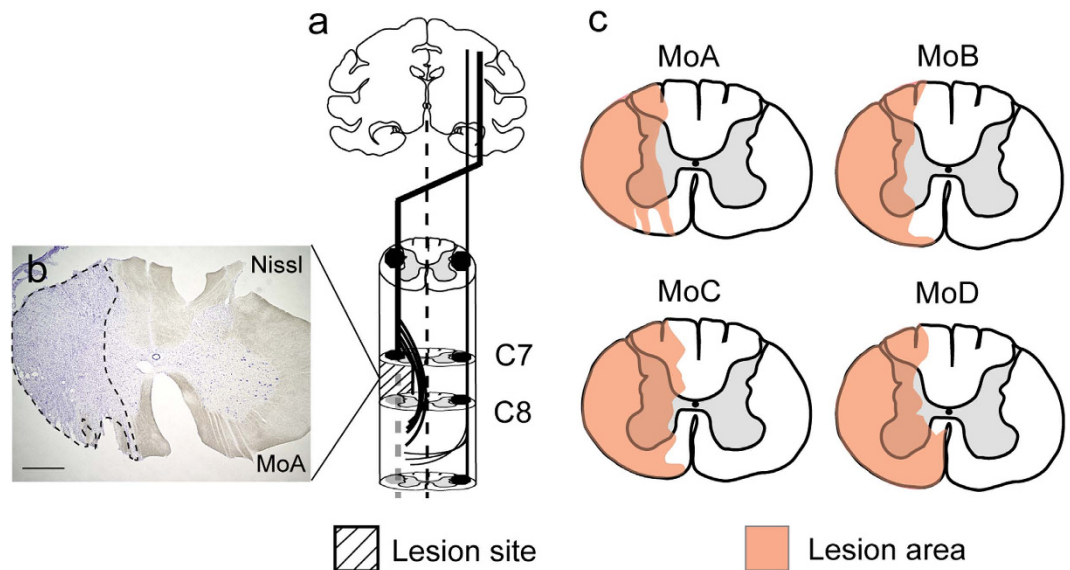 a
c
MoA
MoB
b
Nissl
C7
C8
MoA
MoC
MoD
Lesion site
Lesion area